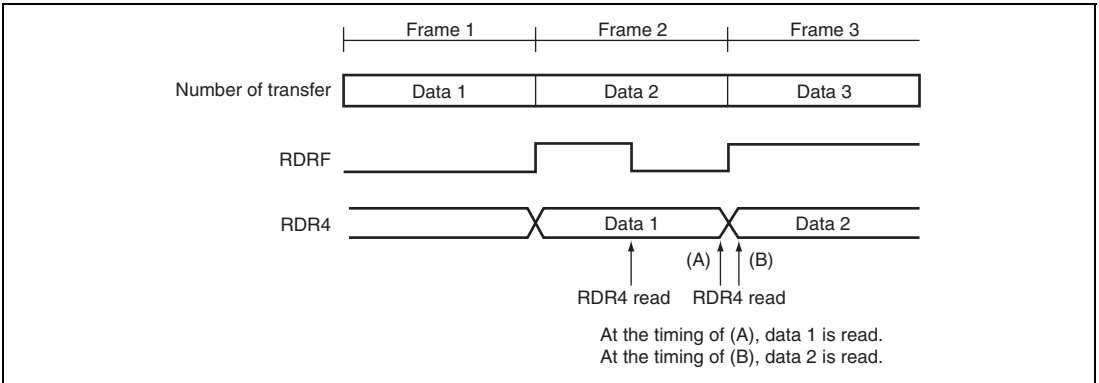 Frame 1 Frame 2 Frame 3
Number of transfer Data 1 Data 2 Data 3
RDRF
RDR4 Data 1 Data 2
(A) (B)
RDR4 read RDR4 read
At the timing of (A), data 1 is read.
At the timing of (B), data 2 is read.